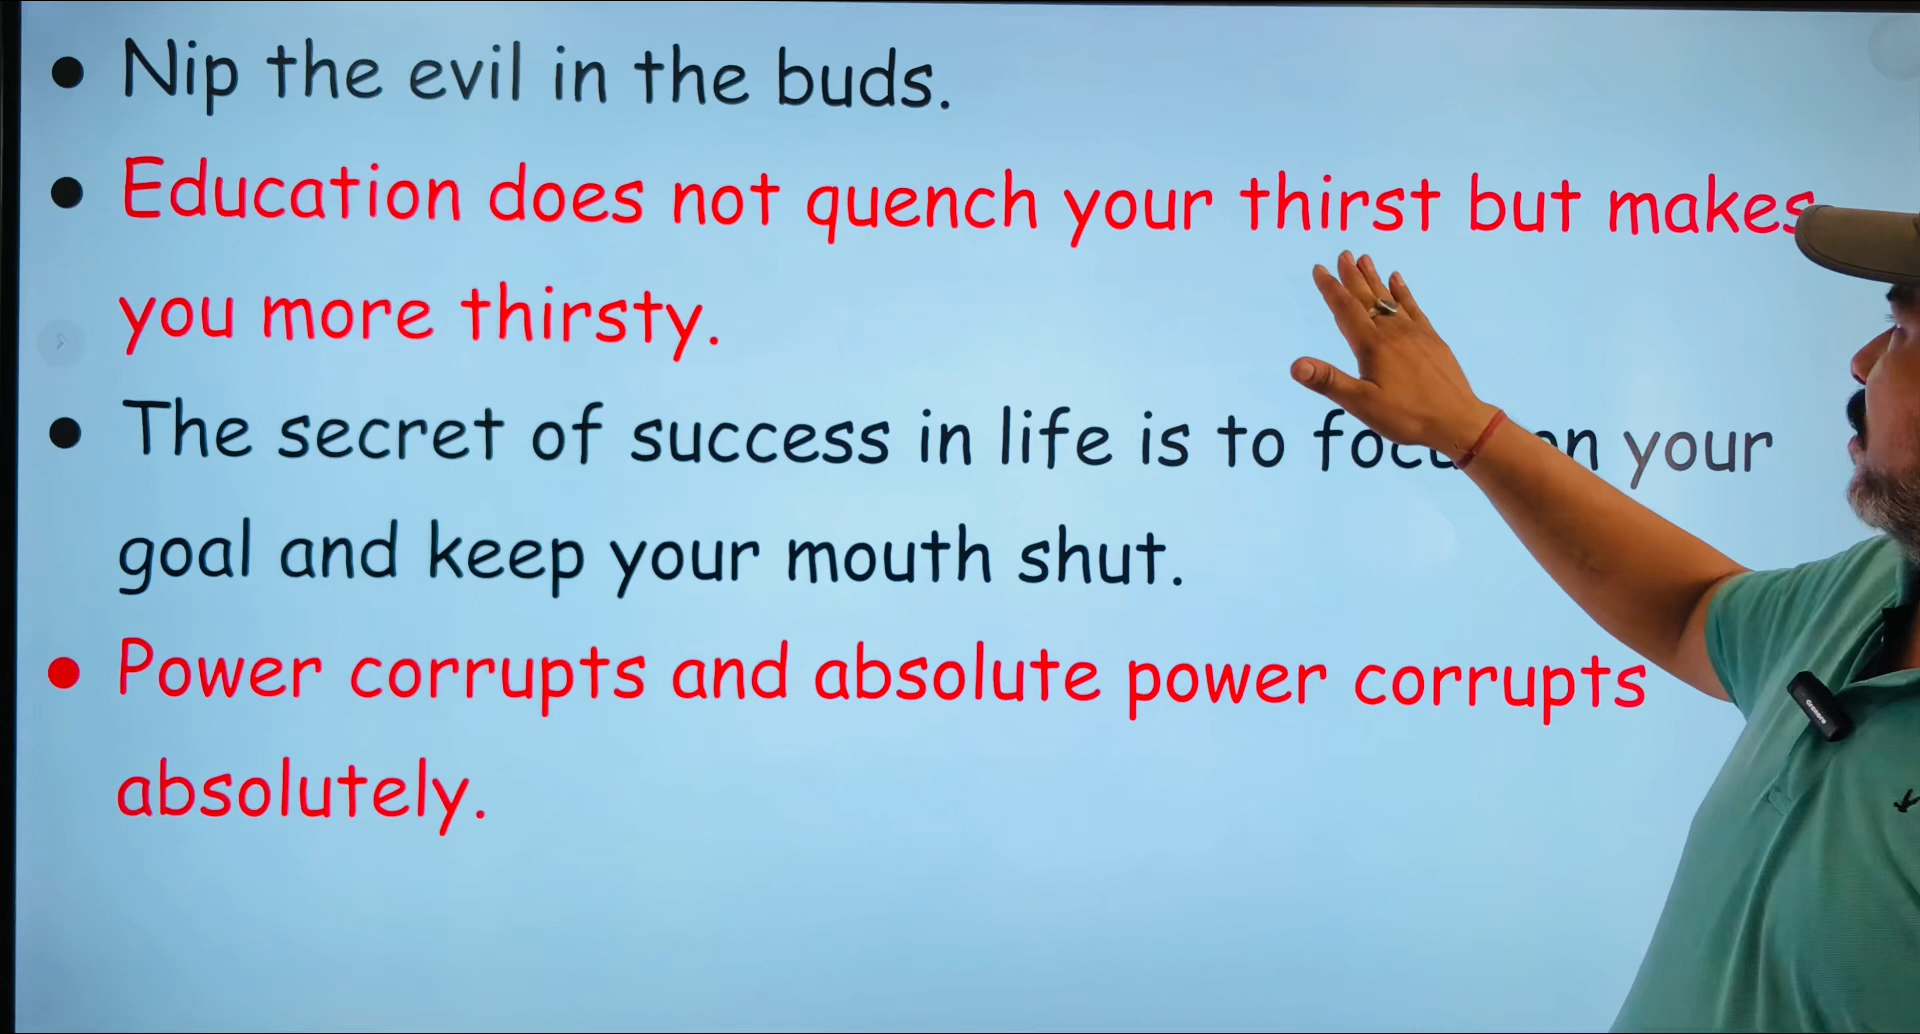 • Nip the evil in the buds.
• Education does not quench your thirst but makes
you more thirsty.
• The secret of success in life is to on your
goal and keep your mouth shut.
• Power corrupts and absolute power corrupts
absolutely.